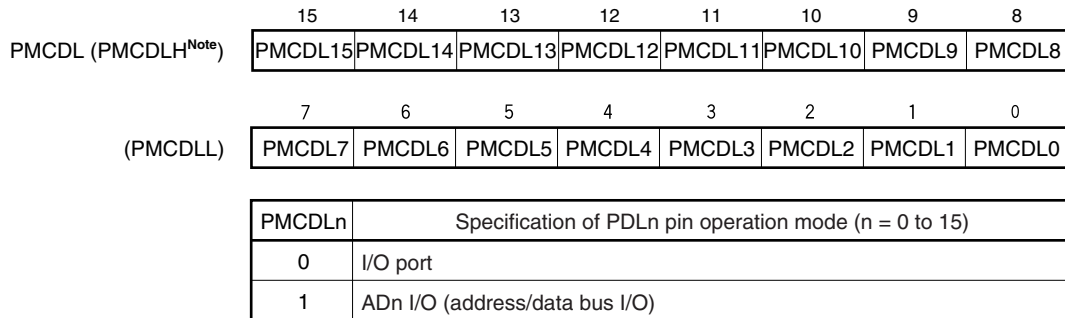 15 14 13 12 11 10 9 8
PMCDL (PMCDLH^Note) PMCDL15 PMCDL14 PMCDL13 PMCDL12 PMCDL11 PMCDL10 PMCDL9 PMCDL8
7 6 5 4 3 2 1 0
(PMCDLL) PMCDL7 PMCDL6 PMCDL5 PMCDL4 PMCDL3 PMCDL2 PMCDL1 PMCDL0
PMCDLn Specification of PDLn pin operation mode (n = 0 to 15)
0 I/O port
1 ADn I/O (address/data bus I/O)